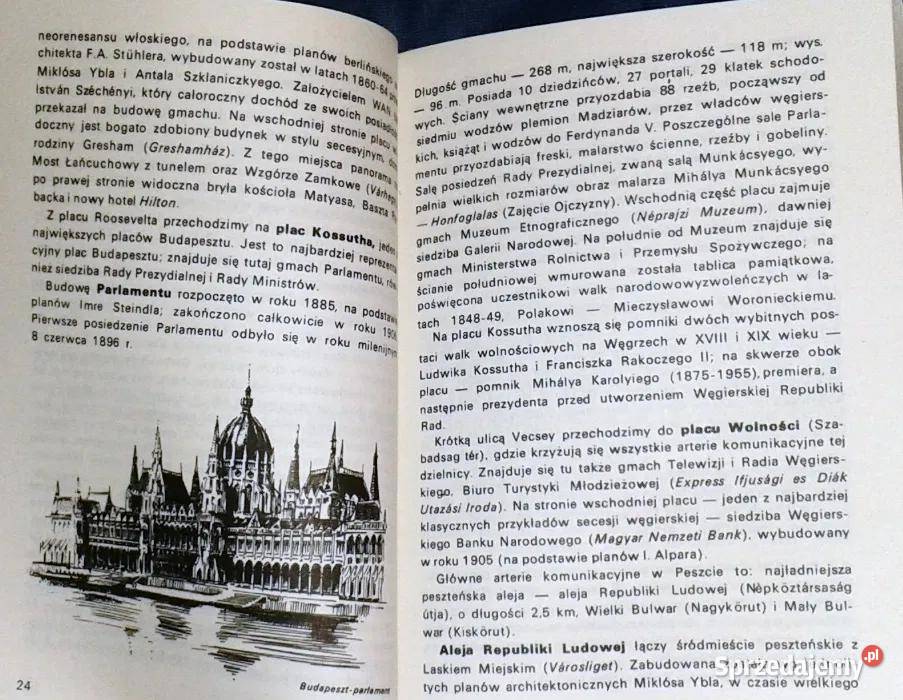 neorenesansu włoskiego, na podstawie planów berlińskiego
chitekta F.A. Stühlera, wybudowany został w latach 1860-64
Miklósa Ybla i Antala Szklaniczkyego. Założycielem WAN
István Széchényi, który całoroczny dochód ze swoich
przekazał na budowę gmachu. Na wschodniej stronie placu
doczny jest bogato zdobiony budynek w stylu secesyjnym,
rodziny Gresham (Greshamház). Z tego miejsca panorama
Most Łańcuchowy z tunelem oraz Wzgórze Zamkowe
po prawej stronie widoczna bryła kościoła Matyasa, Baszta
backa i nowy hotel Hilton.
Z placu Roosevelta przechodzimy na plac Kossutha, jeden
największych placów Budapesztu. Jest to najbardziej
cyjny plac Budapesztu; znajduje się tutaj gmach Parlamentu,
nież siedziba Rady Prezydialnej i Rady Ministrów.
Budowę Parlamentu rozpoczęto w roku 1885, na
planów Imre Steindla; zakończono całkowicie w roku
Pierwsze posiedzenie Parlamentu odbyło się w roku milenijnym
8 czerwca 1896 r.
24
Budapeszt-parlament
Długość gmachu — 268 m, największa szerokość — 118 m; wys.
— 96 m. Posiada 10 dziedzińców, 27 portali, 29 klatek schodo-
wych. Ściany wewnętrzne przyozdabia 88 rzeźb, począwszy od
siedmiu wodzów plemion Madziarów, przez władców węgiers-
kich, książąt i wodzów do Ferdynanda V. Poszczególne sale Parla-
mentu przyozdabiają freski, malarstwo ścienne, rzeźby i gobeliny.
Salę posiedzeń Rady Prezydialnej, zwaną salą Munkácsyego, wy-
pełnia wielkich rozmiarów obraz malarza Mihálya Munkácsyego
— Honfoglalas (Zajęcie Ojczyzny). Wschodnią część placu zajmuje
gmach Muzeum Etnograficznego (Néprajzi Muzeum), dawniej
siedziba Galerii Narodowej. Na południe od Muzeum znajduje się
gmach Ministerstwa Rolnictwa i Przemysłu Spożywczego; na
ścianie południowej wmurowana została tablica pamiątkowa,
poświęcona uczestnikowi walk narodowowyzwoleńczych w la-
tach 1848-49, Polakowi — Mieczysławowi Woronieckiemu.
Na placu Kossutha wznoszą się pomniki dwóch wybitnych pos-
taci walk wolnościowych na Węgrzech w XVIII i XIX wieku —
Ludwika Kossutha i Franciszka Rakoczego II; na skwerze obok
placu — pomnik Mihálya Karolyiego (1875-1955), premiera, a
następnie prezydenta przed utworzeniem Węgierskiej Republiki
Rad.
Krótką ulicą Vecsey przechodzimy do placu Wolności (Sza-
badsag tér), gdzie krzyżują się wszystkie arterie komunikacyjne tej
dzielnicy. Znajduje się tu także gmach Telewizji i Radia Węgiers-
kiego, Biuro Turystyki Młodzieżowej (Express Ifjusági es Diák
Utazási Iroda). Na stronie wschodniej placu — jeden z najbardziej
klasycznych przykładów secesji węgierskiej — siedziba Węgiers-
kiego Banku Narodowego (Magyar Nemzeti Bank), wybudowany
w roku 1905 (na podstawie planów I. Alpara).
Główne arterie komunikacyjne w Peszcie to: najładniejsza
peszteńska aleja — aleja Republiki Ludowej (Népköztársaság
útja), o długości 2,5 km, Wielki Bulwar (Nagykörut) i Mały Bul-
war (Kiskörut).
Aleja Republiki Ludowej łączy śródmieście peszteńskie z
Laskiem Miejskim (Városliget). Zabudowana
tych planów architektonicznych Miklósa Ybla, w czasie wielkiego
Sprzedajemy.pl